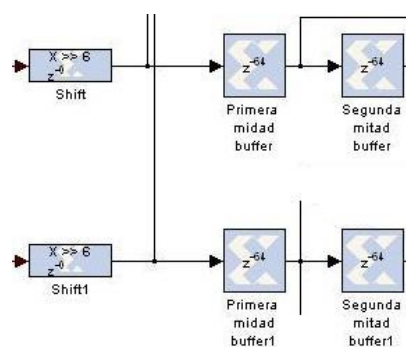 X >> 6
z⁻⁰
Shift
z⁻⁶⁴
Primera
midad
buffer
z⁻⁶⁴
Segunda
mitad
buffer
X >> 6
z⁻⁰
Shift1
z⁻⁶⁴
Primera
midad
buffer1
z⁻⁶⁴
Segunda
mitad
buffer1